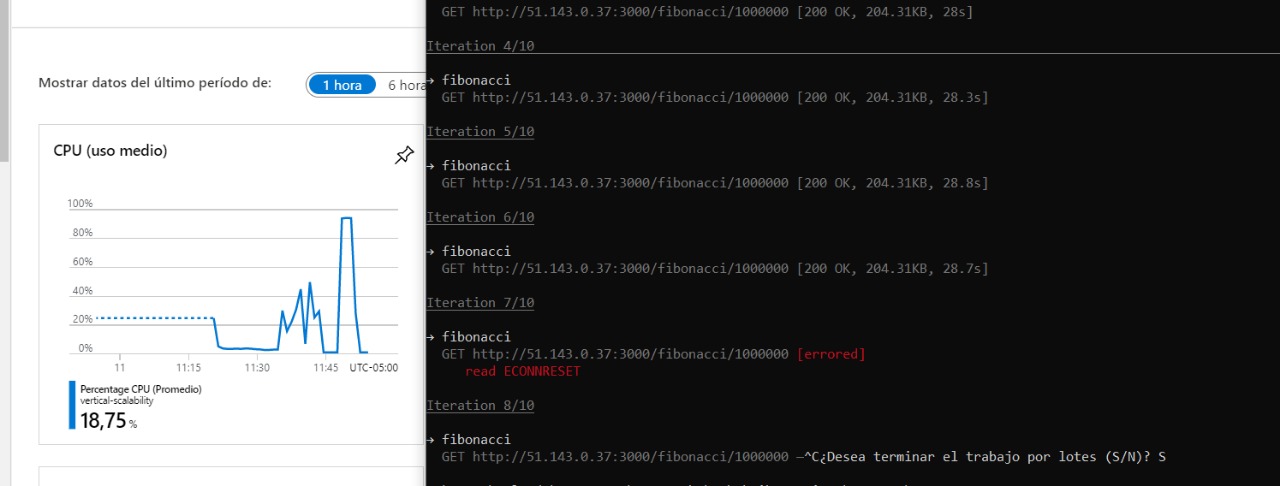 Mostrar datos del último período de:
1 hora
6 hora
CPU (uso medio)
100%
80%
60%
40%
20%
0%
11
11:15
11:30
11:45
UTC-05:00
Percentage CPU (Promedio)
vertical-scalability
18,75 %
GET http://51.143.0.37:3000/fibonacci/1000000 [200 OK, 204.31KB, 28s]
Iteration 4/10
→ fibonacci
GET http://51.143.0.37:3000/fibonacci/1000000 [200 OK, 204.31KB, 28.3s]
Iteration 5/10
→ fibonacci
GET http://51.143.0.37:3000/fibonacci/1000000 [200 OK, 204.31KB, 28.8s]
Iteration 6/10
→ fibonacci
GET http://51.143.0.37:3000/fibonacci/1000000 [200 OK, 204.31KB, 28.7s]
Iteration 7/10
→ fibonacci
GET http://51.143.0.37:3000/fibonacci/1000000 [errored]
read ECONNRESET
Iteration 8/10
→ fibonacci
GET http://51.143.0.37:3000/fibonacci/1000000 –^C¿Desea terminar el trabajo por lotes (S/N)? S